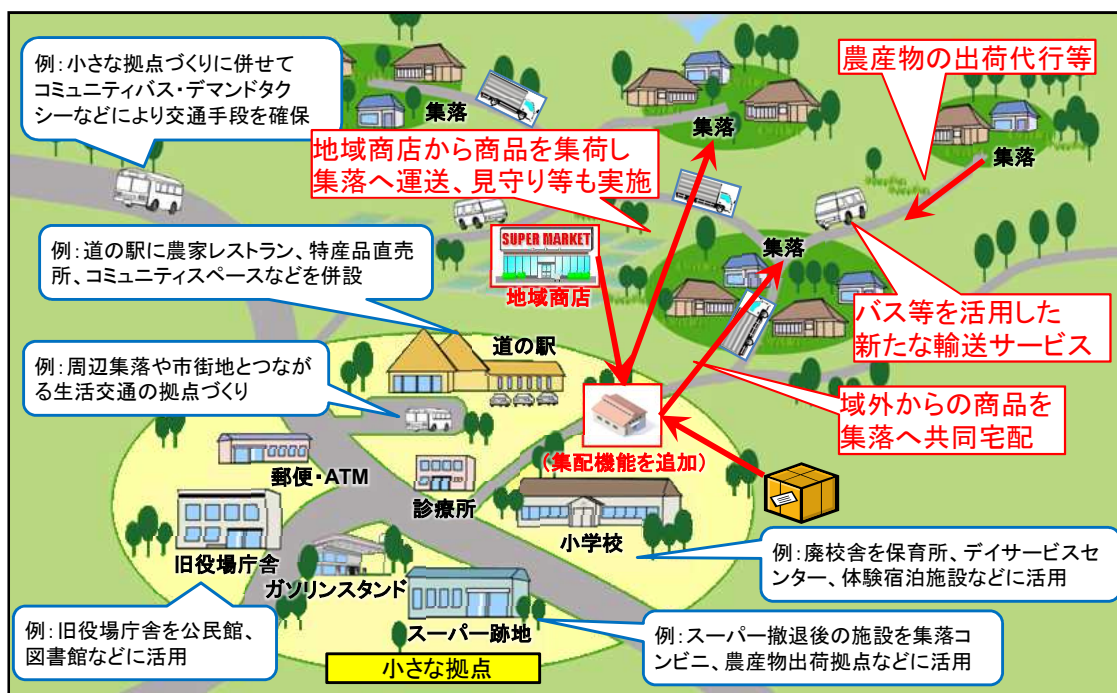 例：小さな拠点づくりに併せて
コミュニティバス・デマンドタク
シーなどにより交通手段を確保
集落
農産物の出荷代行等
集落
集落
地域商店から商品を集荷し
集落へ運送、見守り等も実施
例：道の駅に農家レストラン、特産品直売
所、コミュニティスペースなどを併設
SUPER MARKET
地域商店
集落
バス等を活用した
新たな輸送サービス
道の駅
例：周辺集落や市街地とつなが
る生活交通の拠点づくり
域外からの商品を
集落へ共同宅配
（集配機能を追加）
郵便・ATM
診療所
小学校
旧役場庁舎
ガソリンスタンド
例：廃校舎を保育所、デイサービスセ
ンター、体験宿泊施設などに活用
スーパー跡地
例：旧役場庁舎を公民館、
図書館などに活用
例：スーパー撤退後の施設を集落コ
ンビニ、農産物出荷拠点などに活用
小さな拠点